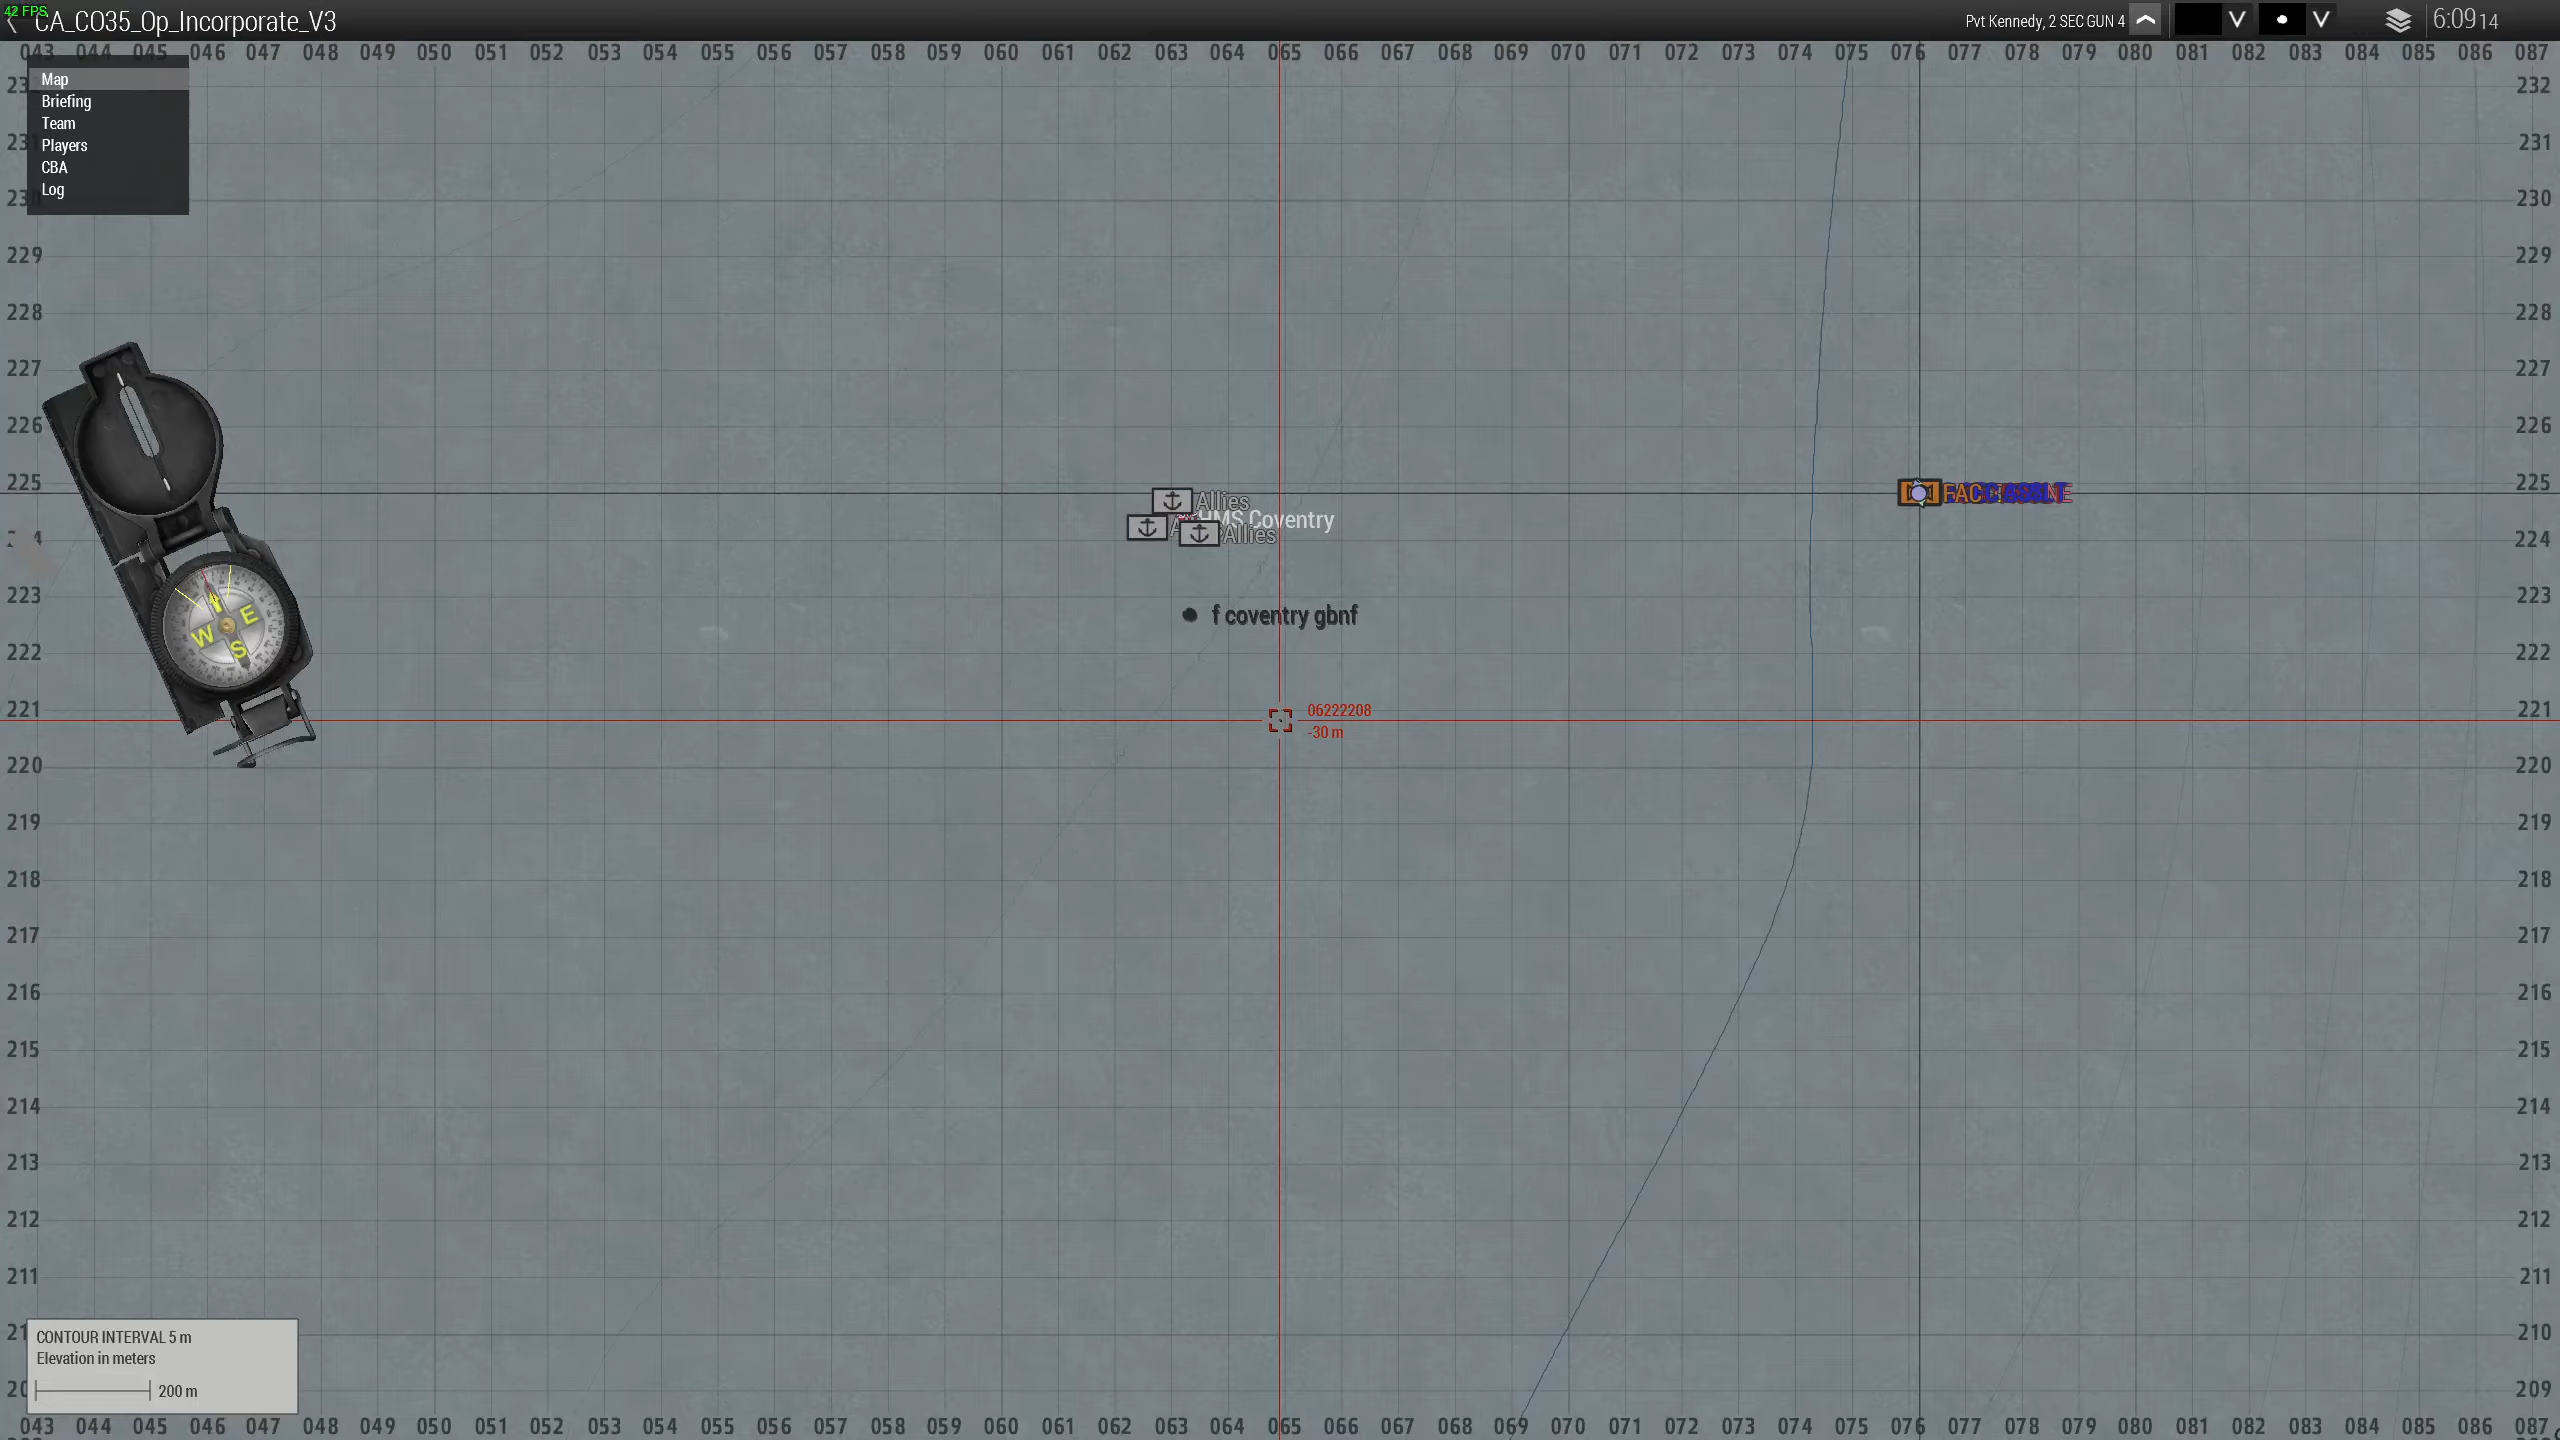 42 FPS
CA_CO35_Op_Incorporate_V3
Pvt Kennedy, 2 SEC GUN 4
6:09 14
043 044 045 046 047 048 049 050 051 052 053 054 055 056 057 058 059 060 061 062 063 064 065 066 067 068 069 070 071 072 073 074 075 076 077 078 079 080 081 082 083 084 085 086 087
Map
Briefing
Team
Players
CBA
Log
232
231 231
230 230
229 229
228 228
227 227
226 226
225 225
Allies
HMS Coventry
Allies
224
223 223
f coventry gbnf
222 222
221 221
06222208
-30 m
220 220
219 219
218 218
217 217
216 216
215 215
214 214
213 213
212 212
211 211
210
209
N
W E
S
CONTOUR INTERVAL 5 m
Elevation in meters
200 m
043 044 045 046 047 048 049 050 051 052 053 054 055 056 057 058 059 060 061 062 063 064 065 066 067 068 069 070 071 072 073 074 075 076 077 078 079 080 081 082 083 084 085 086 087